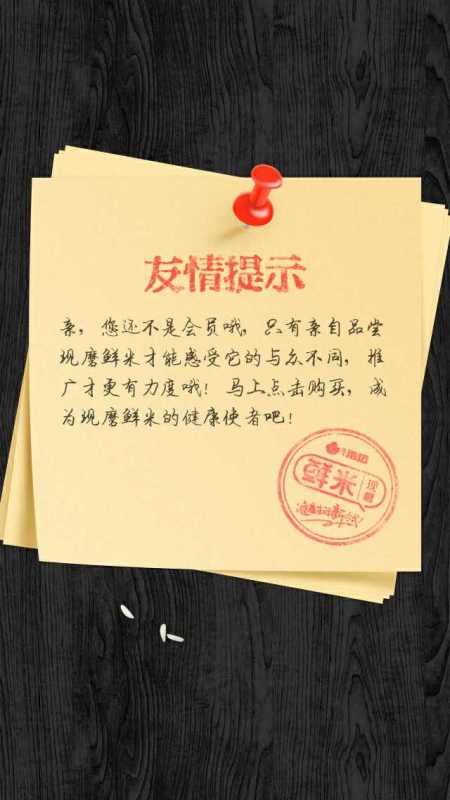 友情提示
亲，您还不是会员哦，只有亲自品尝
现磨鲜米才能感受它的与众不同，推
广才更有力度哦！马上点击购买，成
为现磨鲜米的健康使者吧！
鲜米
现磨